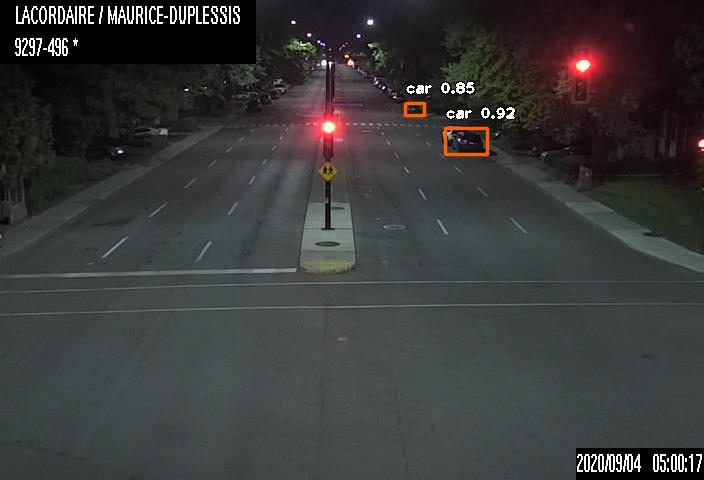 LACORDAIRE / MAURICE-DUPLESSIS
9297-496 *
car 0.85
car 0.92
2020/09/04 05:00:17